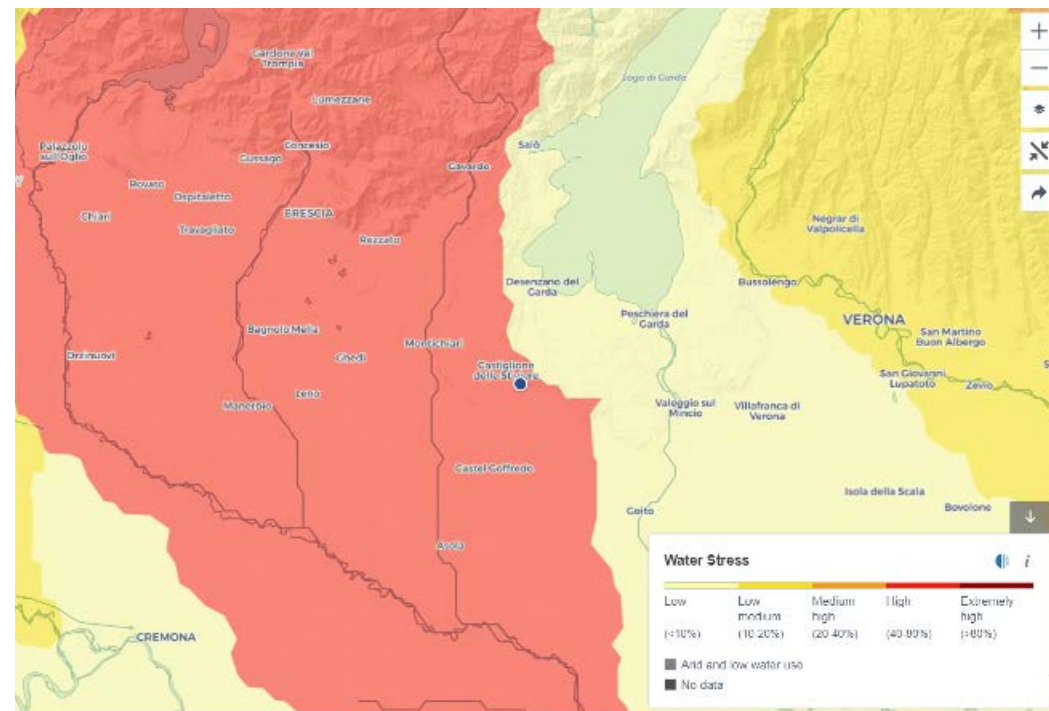 Gardone Val
Trompia
Lago di Garda
Lumezzane
Palazzolo
sull'Oglio
Concesio
Gussago
Salò
Gavardo
Rovato
Ospitaletto
Chiari
BRESCIA
Travagliato
Rezzato
Negrar di
Valpolicella
Desenzano del
Garda
Bussolengo
Peschiera del
Garda
VERONA
San Martino
Buon Albergo
Bagnolo Mella
Ghedi
Montichiari
Orzinuovi
Castiglione
delle Stiviere
San Giovanni
Lupatoto
Zevio
Leno
Manerbio
Valeggio sul
Mincio
Villafranca di
Verona
Castel Goffredo
Isola della Scala
Bovolone
Goito
Asola
CREMONA
Water Stress
i
Low
(<10%)
Low
medium
(10-20%)
Medium
high
(20-40%)
High
(40-80%)
Extremely
high
(>80%)
Arid and low water use
No data